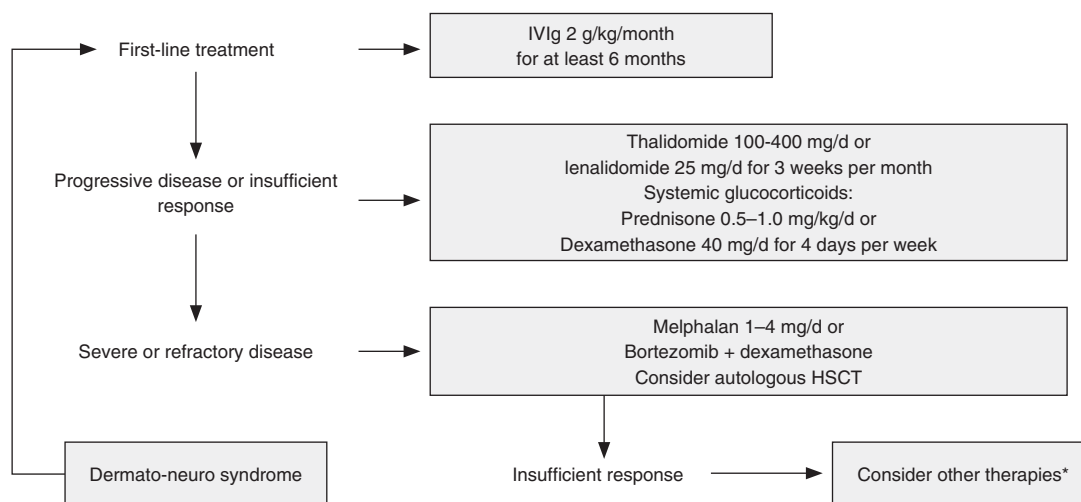 First-line treatment
IVIg 2 g/kg/month
for at least 6 months
Progressive disease or insufficient
response
Thalidomide 100-400 mg/d or
lenalidomide 25 mg/d for 3 weeks per month
Systemic glucocorticoids:
Prednisone 0.5–1.0 mg/kg/d or
Dexamethasone 40 mg/d for 4 days per week
Severe or refractory disease
Melphalan 1–4 mg/d or
Bortezomib + dexamethasone
Consider autologous HSCT
Dermato-neuro syndrome
Insufficient response
Consider other therapies*